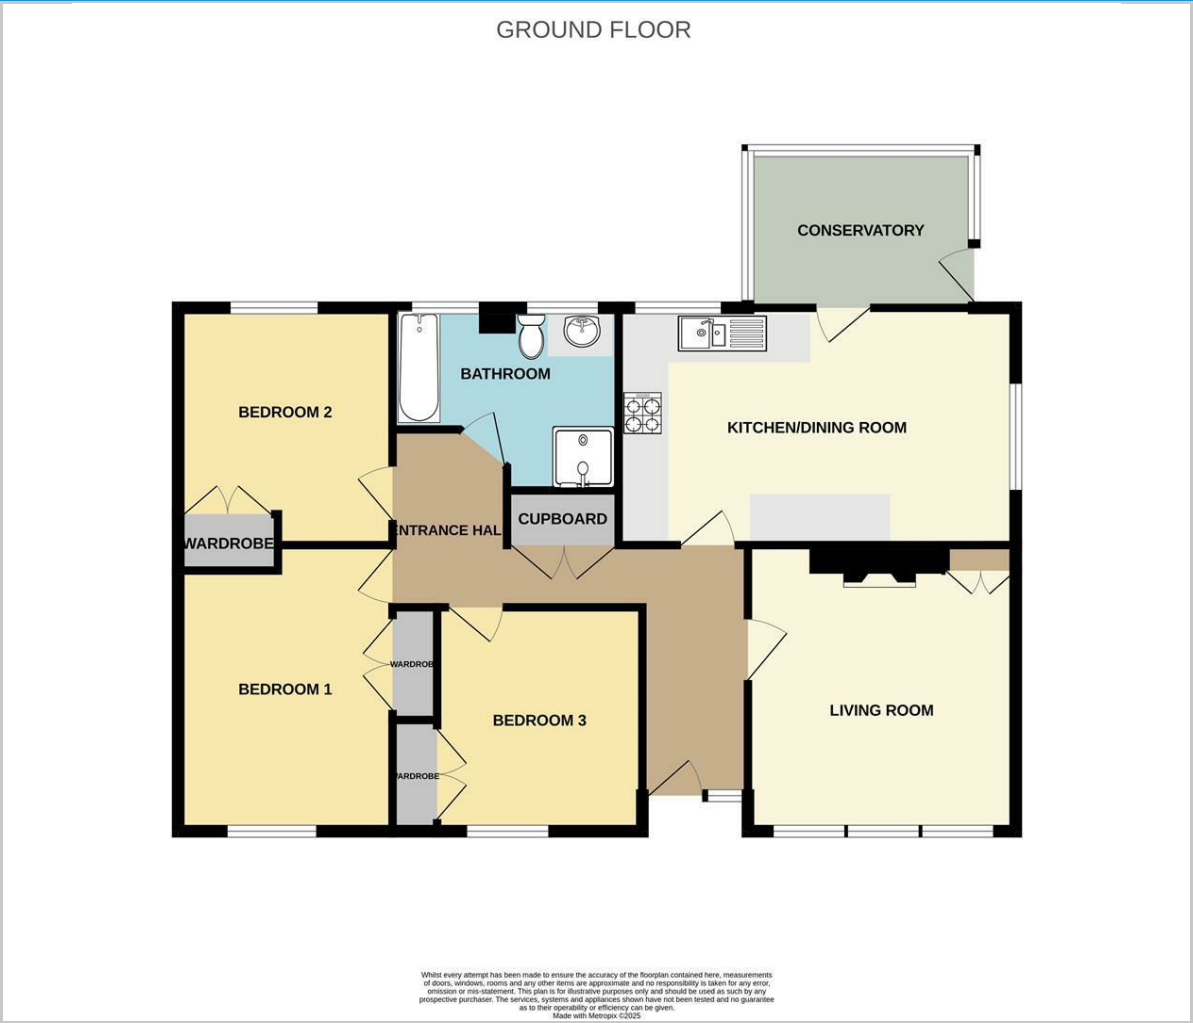 GROUND FLOOR
CONSERVATORY
BATHROOM
BEDROOM 2
KITCHEN/DINING ROOM
CUPBOARD
ENTRANCE HAL
WARDROBE
WARDROBE
BEDROOM 1
LIVING ROOM
BEDROOM 3
WARDROBE
Whilst every attempt has been made to ensure the accuracy of the floorplan contained here, measurements
of doors, windows, rooms and any other items are approximate and no responsibility is taken for any error,
omission or mis-statement. This plan is for illustrative purposes only and should be used as such by any
prospective purchaser. The services, systems and appliances shown have not been tested and no guarantee
as to their operability or efficiency can be given.
Made with Metropix ©2025